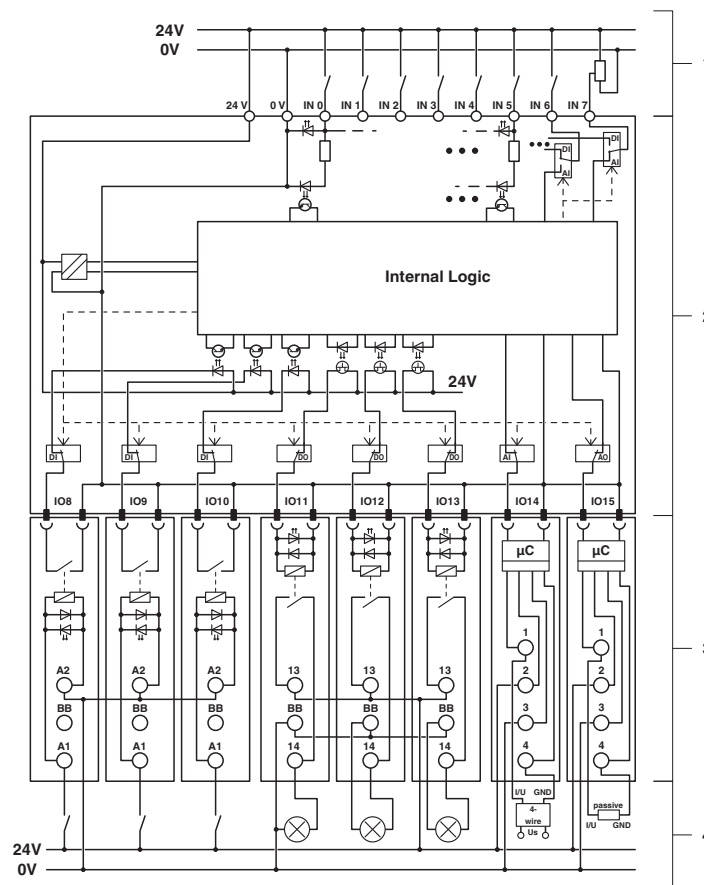 24V
0V
1
24 V 0 V IN 0 IN 1 IN 2 IN 3 IN 4 IN 5 IN 6 IN 7
DI
DI
AI
AI
Internal Logic
2
24V
DI DI DI DO DO DO AI AO
IO8 IO9 IO10 IO11 IO12 IO13 IO14 IO15
µC µC
3
1 1
A2 A2 A2 13 13 13 2 2
BB BB BB BB BB BB 3 3
A1 A1 A1 14 14 14 4 4
I/U GND passive
4-
wire
I/U GND
Us
4
24V
0V